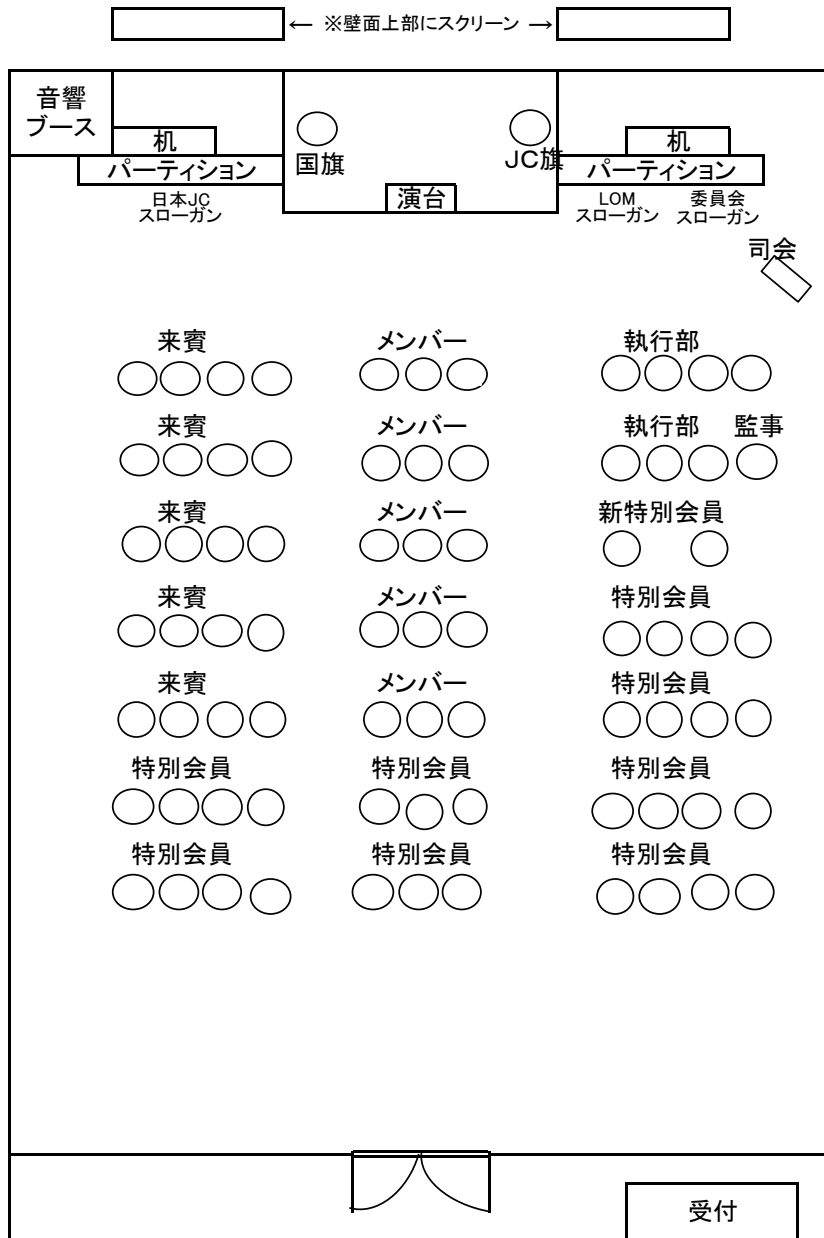 ← ※壁面上部にスクリーン →
音響
ブース
机
机
国旗
JC旗
パーティション
パーティション
演台
日本JC
スローガン
LOM
スローガン
委員会
スローガン
司会
来賓
メンバー
執行部
来賓
メンバー
執行部
監事
来賓
メンバー
新特別会員
来賓
メンバー
特別会員
来賓
メンバー
特別会員
特別会員
特別会員
特別会員
特別会員
特別会員
特別会員
受付